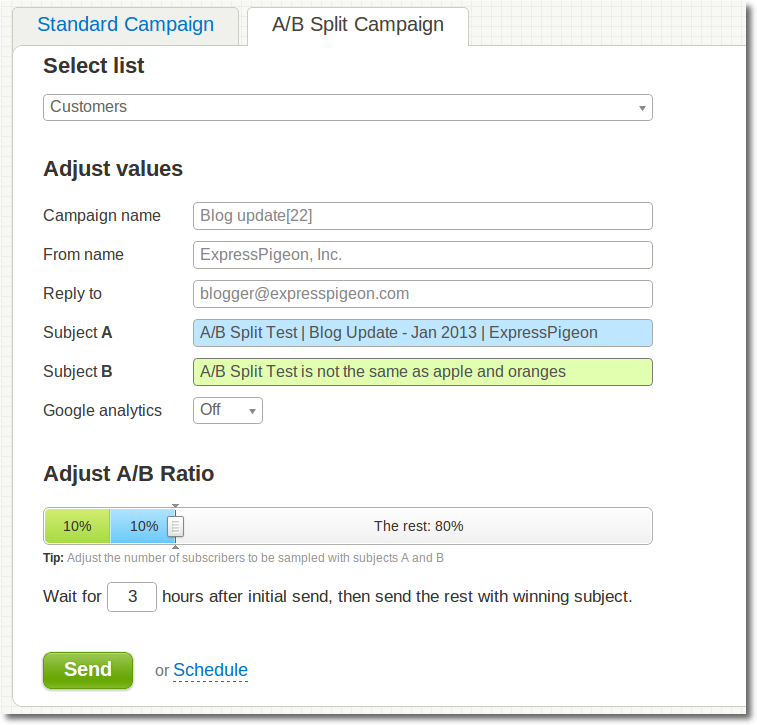 Standard Campaign A/B Split Campaign
Select list
Customers
Adjust values
Campaign name Blog update[22]
From name ExpressPigeon, Inc.
Reply to blogger@expresspigeon.com
Subject A A/B Split Test | Blog Update - Jan 2013 | ExpressPigeon
Subject B A/B Split Test is not the same as apple and oranges
Google analytics Off
Adjust A/B Ratio
10% 10% The rest: 80%
Tip: Adjust the number of subscribers to be sampled with subjects A and B
Wait for 3 hours after initial send, then send the rest with winning subject.
Send or Schedule